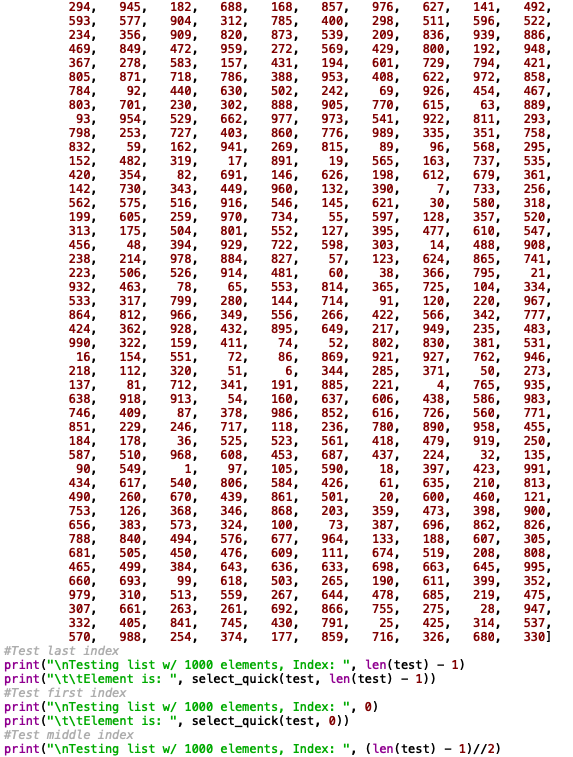 294, 945, 182, 688, 168, 857, 976, 627, 141, 492,
593, 577, 904, 312, 785, 400, 298, 511, 596, 522,
234, 356, 909, 820, 873, 539, 209, 836, 939, 886,
469, 849, 472, 959, 272, 569, 429, 800, 192, 948,
367, 278, 583, 157, 431, 194, 601, 729, 794, 421,
805, 871, 718, 786, 388, 953, 408, 622, 972, 858,
784, 92, 440, 630, 502, 242, 69, 926, 454, 467,
803, 701, 230, 302, 888, 905, 770, 615, 63, 889,
93, 954, 529, 662, 977, 973, 541, 922, 811, 293,
798, 253, 727, 403, 860, 776, 989, 335, 351, 758,
832, 59, 162, 941, 269, 815, 89, 96, 568, 295,
152, 482, 319, 17, 891, 19, 565, 163, 737, 535,
420, 354, 82, 691, 146, 626, 198, 612, 679, 361,
142, 730, 343, 449, 960, 132, 390, 7, 733, 256,
562, 575, 516, 916, 546, 145, 621, 30, 580, 318,
199, 605, 259, 970, 734, 55, 597, 128, 357, 520,
313, 175, 504, 801, 552, 127, 395, 477, 610, 547,
456, 48, 394, 929, 722, 598, 303, 14, 488, 908,
238, 214, 978, 884, 827, 57, 123, 624, 865, 741,
223, 506, 526, 914, 481, 60, 38, 366, 795, 21,
932, 463, 78, 65, 553, 814, 365, 725, 104, 334,
533, 317, 799, 280, 144, 714, 91, 120, 220, 967,
864, 812, 966, 349, 556, 266, 422, 566, 342, 777,
424, 362, 928, 432, 895, 649, 217, 949, 235, 483,
990, 322, 159, 411, 74, 52, 802, 830, 381, 531,
16, 154, 551, 72, 86, 869, 921, 927, 762, 946,
218, 112, 320, 51, 6, 344, 285, 371, 50, 273,
137, 81, 712, 341, 191, 885, 221, 4, 765, 935,
638, 918, 913, 54, 160, 637, 606, 438, 586, 983,
746, 409, 87, 378, 986, 852, 616, 726, 560, 771,
851, 229, 246, 717, 118, 236, 780, 890, 958, 455,
184, 178, 36, 525, 523, 561, 418, 479, 919, 250,
587, 510, 968, 608, 453, 687, 437, 224, 32, 135,
90, 549, 1, 97, 105, 590, 18, 397, 423, 991,
434, 617, 540, 806, 584, 426, 61, 635, 210, 813,
490, 260, 670, 439, 861, 501, 20, 600, 460, 121,
753, 126, 368, 346, 868, 203, 359, 473, 398, 900,
656, 383, 573, 324, 100, 73, 387, 696, 862, 826,
788, 840, 494, 576, 677, 964, 133, 188, 607, 305,
681, 505, 450, 476, 609, 111, 674, 519, 208, 808,
465, 499, 384, 643, 636, 633, 698, 663, 645, 995,
660, 693, 99, 618, 503, 265, 190, 611, 399, 352,
979, 310, 513, 559, 267, 644, 478, 685, 219, 475,
307, 661, 263, 261, 692, 866, 755, 275, 28, 947,
332, 405, 841, 745, 430, 791, 25, 425, 314, 537,
570, 988, 254, 374, 177, 859, 716, 326, 680, 330]
#Test last index
print("\nTesting list w/ 1000 elements, Index: ", len(test) - 1)
print("\t\tElement is: ", select_quick(test, len(test) - 1))
#Test first index
print("\nTesting list w/ 1000 elements, Index: ", 0)
print("\t\tElement is: ", select_quick(test, 0))
#Test middle index
print("\nTesting list w/ 1000 elements, Index: ", (len(test) - 1)//2)